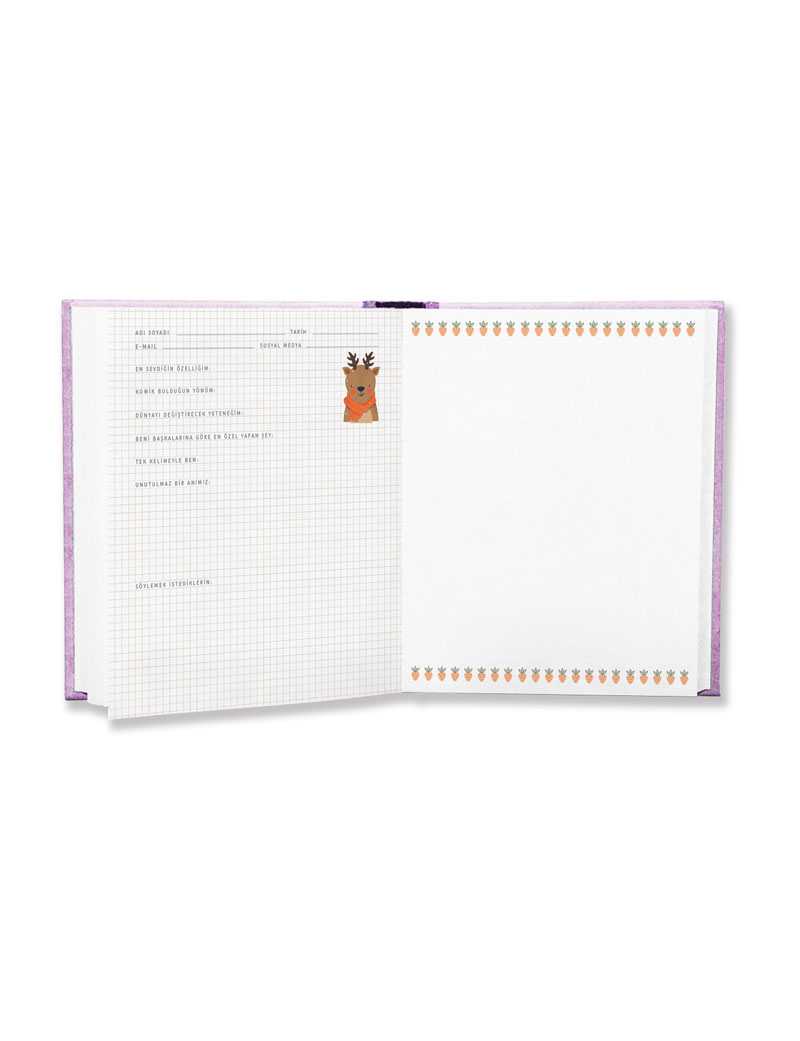 ADI SOYADI TARİH
E-MAIL SOSYAL MEDYA
EN SEVDİĞİN ÖZELLİĞİM:
KOMİK BULDUĞUN YÖNÜM:
DÜNYAYI DEĞİŞTİRECEK YETENEĞİN:
BENİ BAŞKALARINA GÖRE EN ÖZEL YAPAN ŞEY:
TEK KELİMEYLE BEN:
UNUTULMAZ BİR ANIMIZ:
SÖYLEMEK İSTEDİKLERİN: